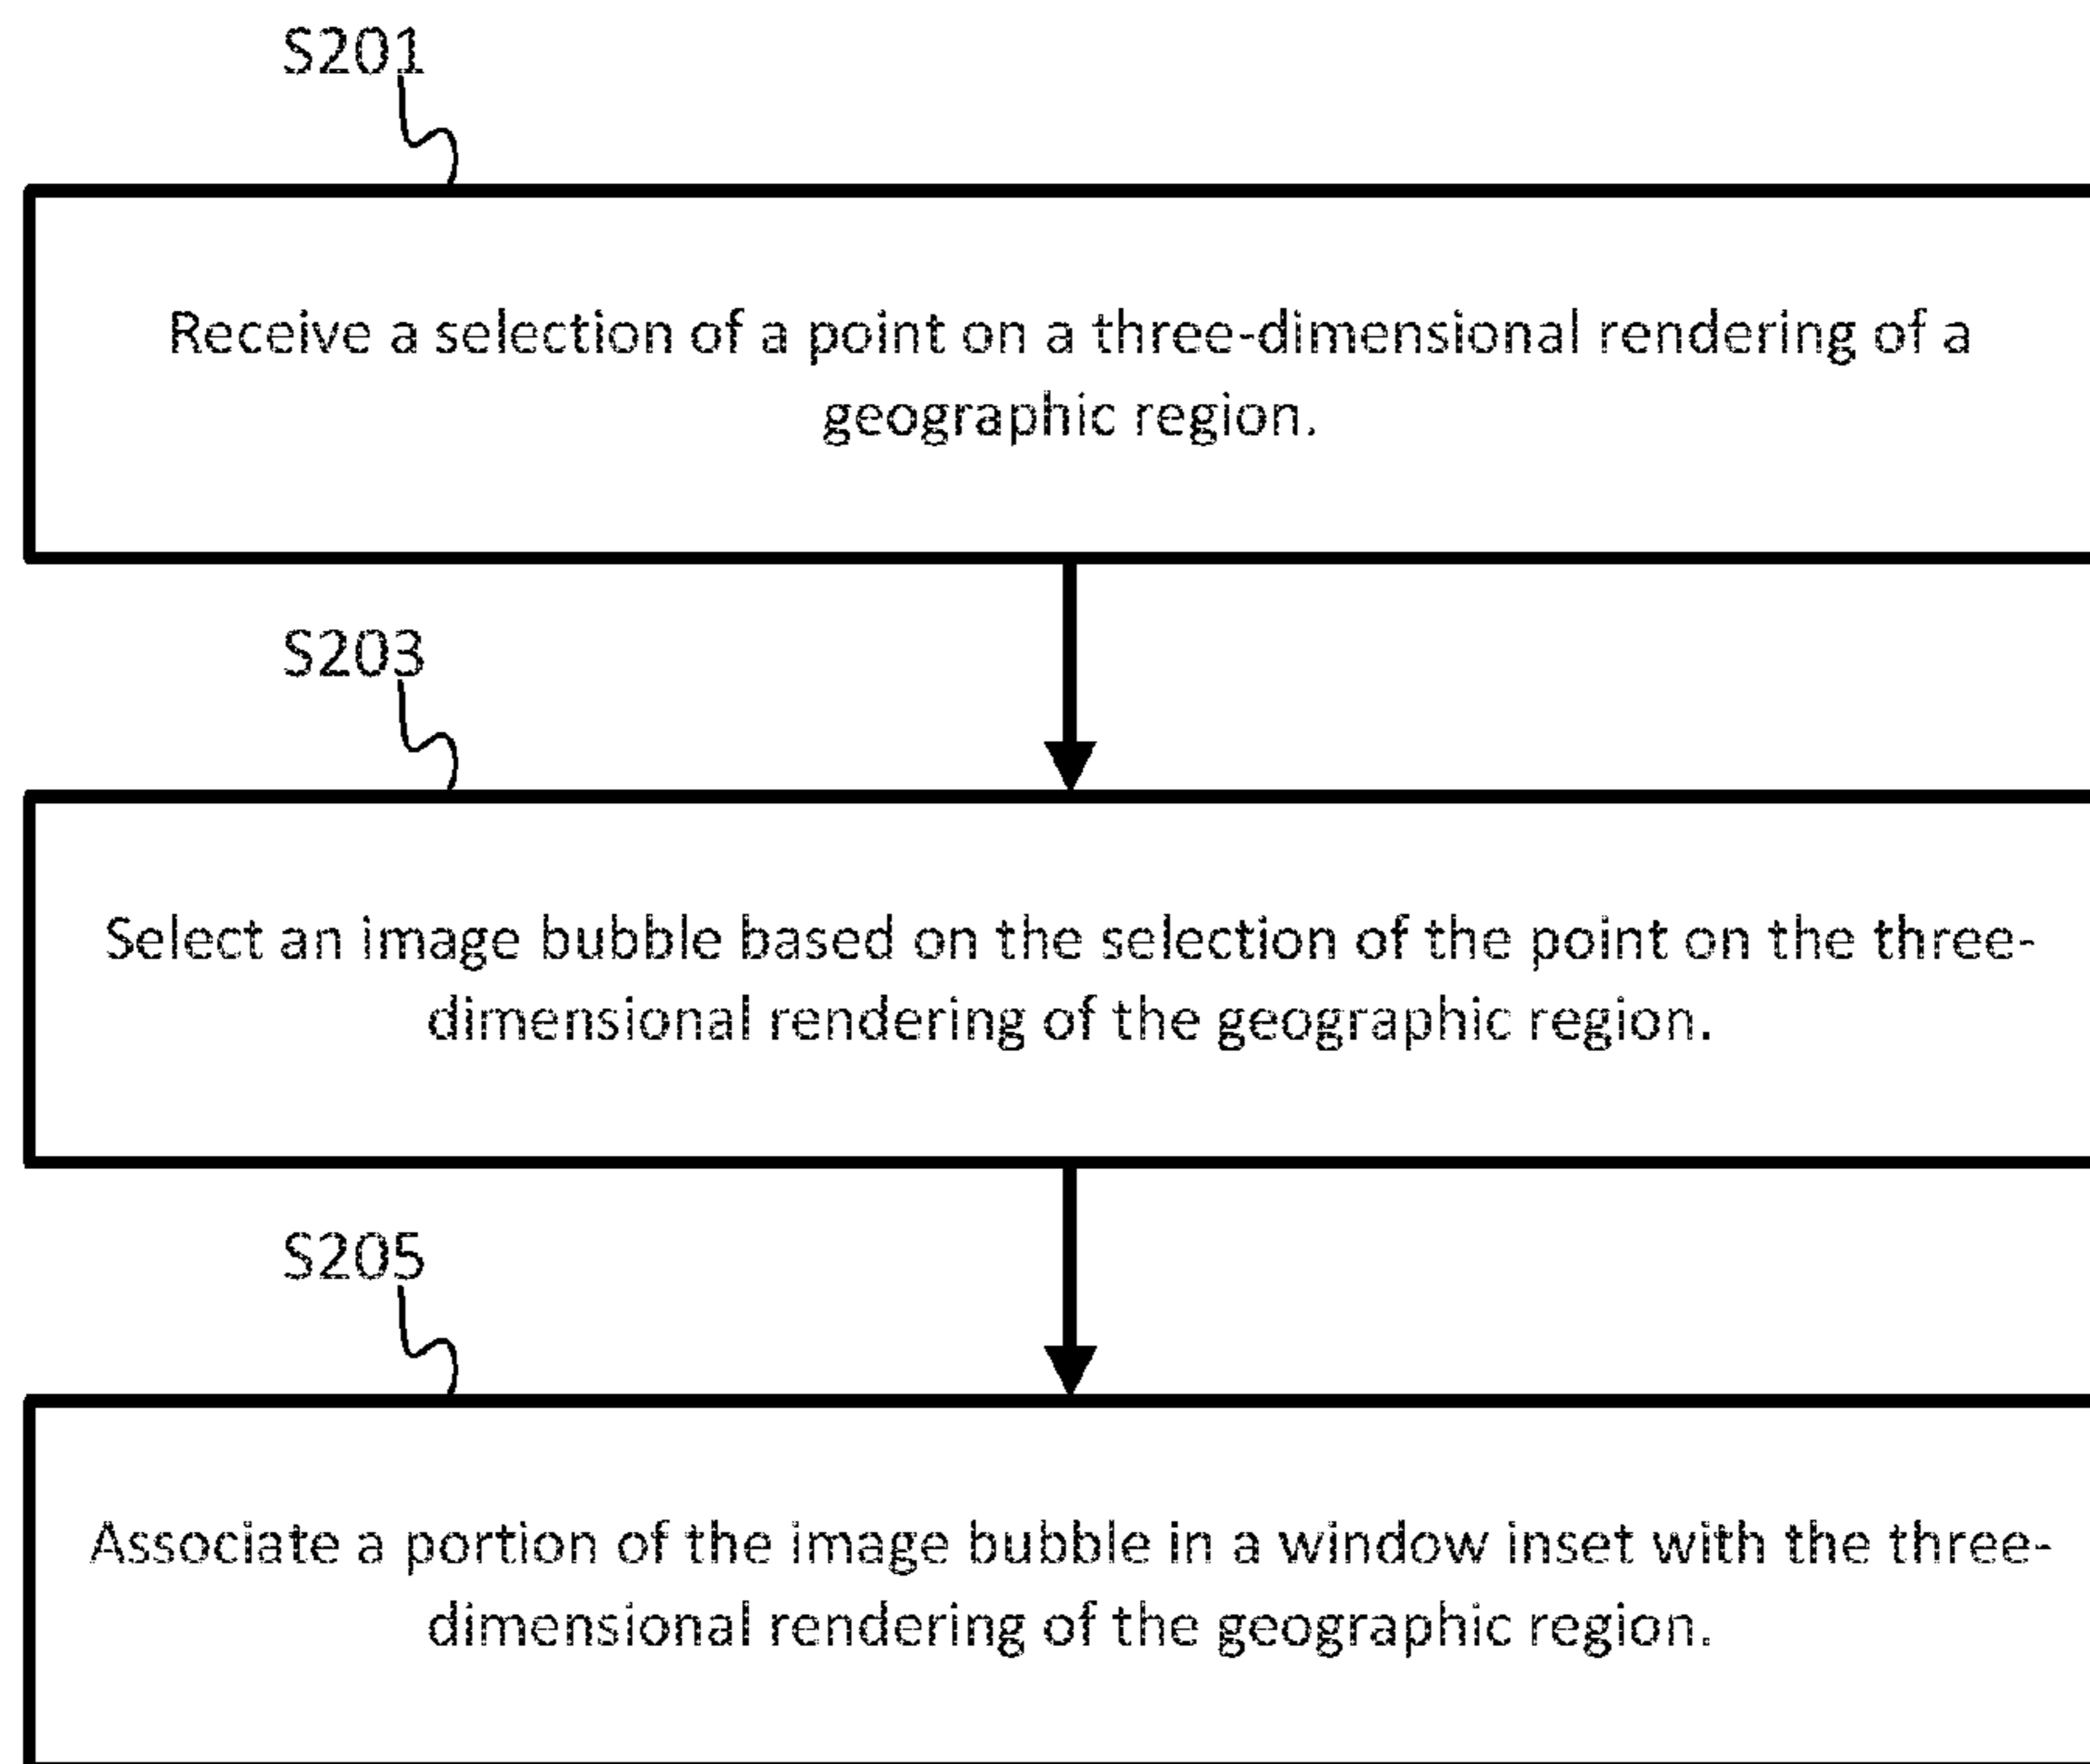 S201
Receive a selection of a point on a three-dimensional rendering of a
geographic region.
S203
Select an image bubble based on the selection of the point on the three-
dimensional rendering of the geographic region.
S205
Associate a portion of the image bubble in a window inset with the three-
dimensional rendering of the geographic region.